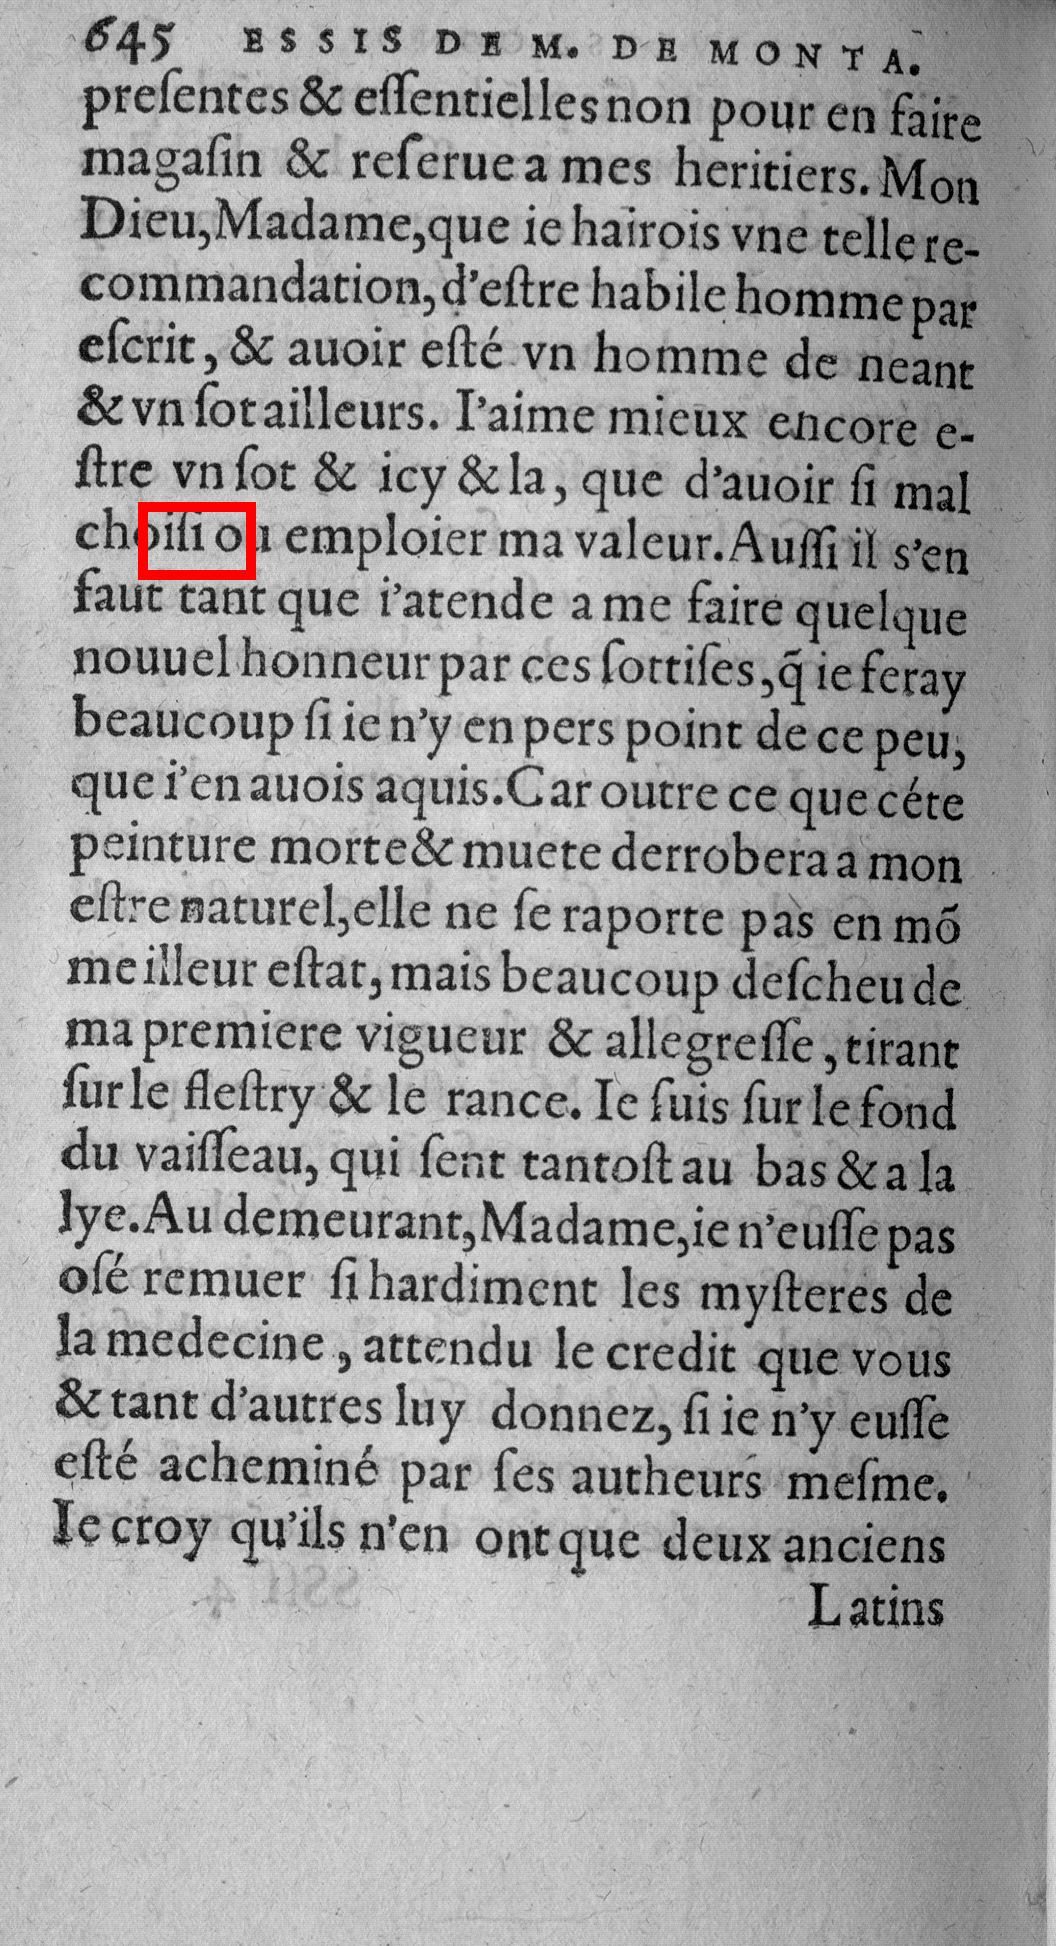 645 ESSIS DE M. DE MONTA.
preſentes & eſſentielles non pour en faire
magaſin & reſerue a mes heritiers. Mon
Dieu, Madame, que ie hairois vne telle re-
commandation, d'eſtre habile homme par
eſcrit, & auoir eſté vn homme de neant
& vn ſot ailleurs. I'aime mieux encore e-
ſtre vn ſot & icy & la, que d'auoir ſi mal
choiſi ou emploier ma valeur. Auſſi il s'en
faut tant que i'atende a me faire quelque
nouuel honneur par ces ſottiſes, q̃ ie feray
beaucoup ſi ie n'y en pers point de ce peu,
que i'en auois aquis. Car outre ce que céte
peinture morte & muete derrobera a mon
eſtre naturel, elle ne ſe raporte pas en mõ
meilleur eſtat, mais beaucoup deſcheu de
ma premiere vigueur & allegreſſe, tirant
ſur le fleſtry & le rance. Ie ſuis ſur le fond
du vaiſſeau, qui ſent tantoſt au bas & a la
lye. Au demeurant, Madame, ie n'euſſe pas
oſé remuer ſi hardiment les myſteres de
la medecine, attendu le credit que vous
& tant d'autres luy donnez, ſi ie n'y euſſe
eſté acheminé par ſes autheurs meſme.
Ie croy qu'ils n'en ont que deux anciens
Latins